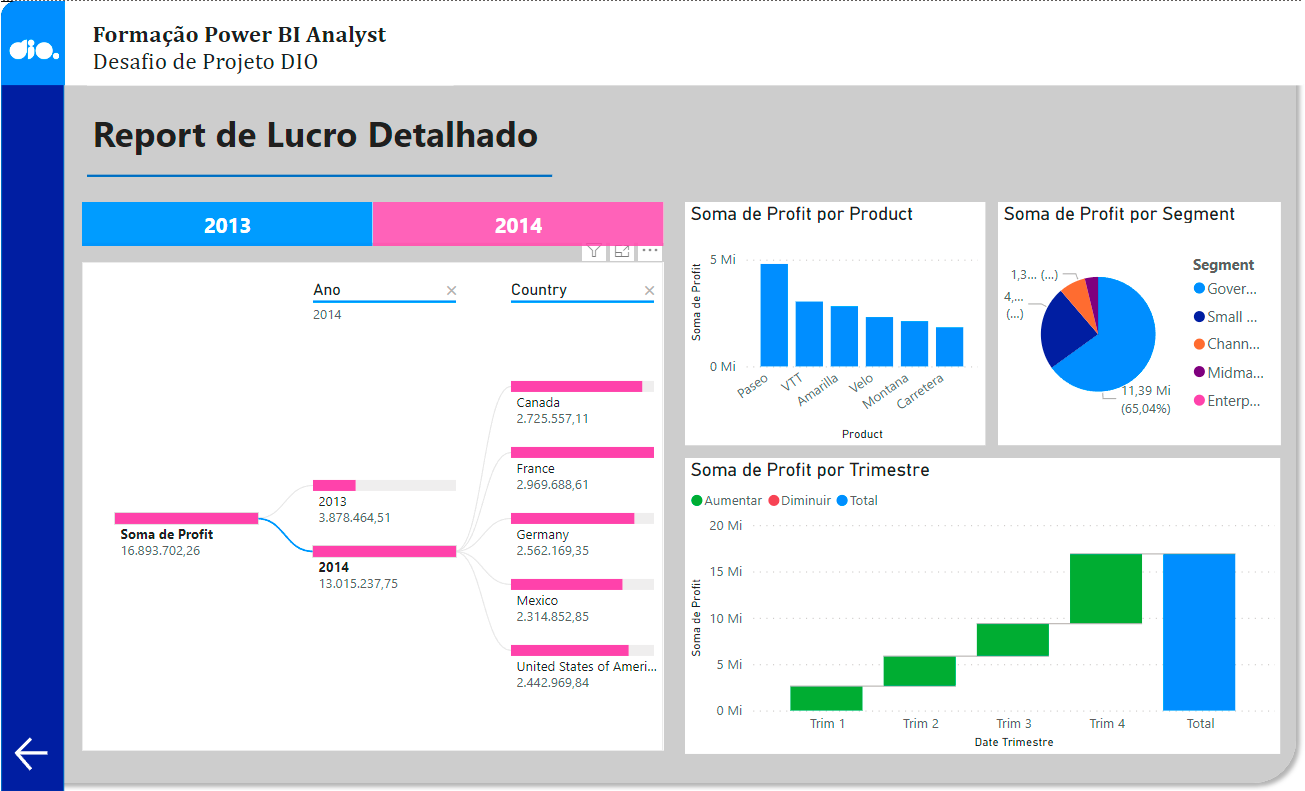 dio.
Formação Power BI Analyst
Desafio de Projeto DIO
Report de Lucro Detalhado
2013
2014
Ano
2014
Country
Soma de Profit
16.893.702,26
2013
3.878.464,51
2014
13.015.237,75
Canada
2.725.557,11
France
2.969.688,61
Germany
2.562.169,35
Mexico
2.314.852,85
United States of Ameri...
2.442.969,84
Soma de Profit por Product
Soma de Profit
5 Mi
0 Mi
Paseo
VTT
Amarilla
Velo
Montana
Carretera
Product
Soma de Profit por Segment
1,3... (...)
4,...
(...)
11,39 Mi
(65,04%)
Segment
Gover...
Small ...
Chann...
Midma...
Enterp...
Soma de Profit por Trimestre
Aumentar Diminuir Total
Soma de Profit
20 Mi
15 Mi
10 Mi
5 Mi
0 Mi
Trim 1
Trim 2
Trim 3
Trim 4
Total
Date Trimestre